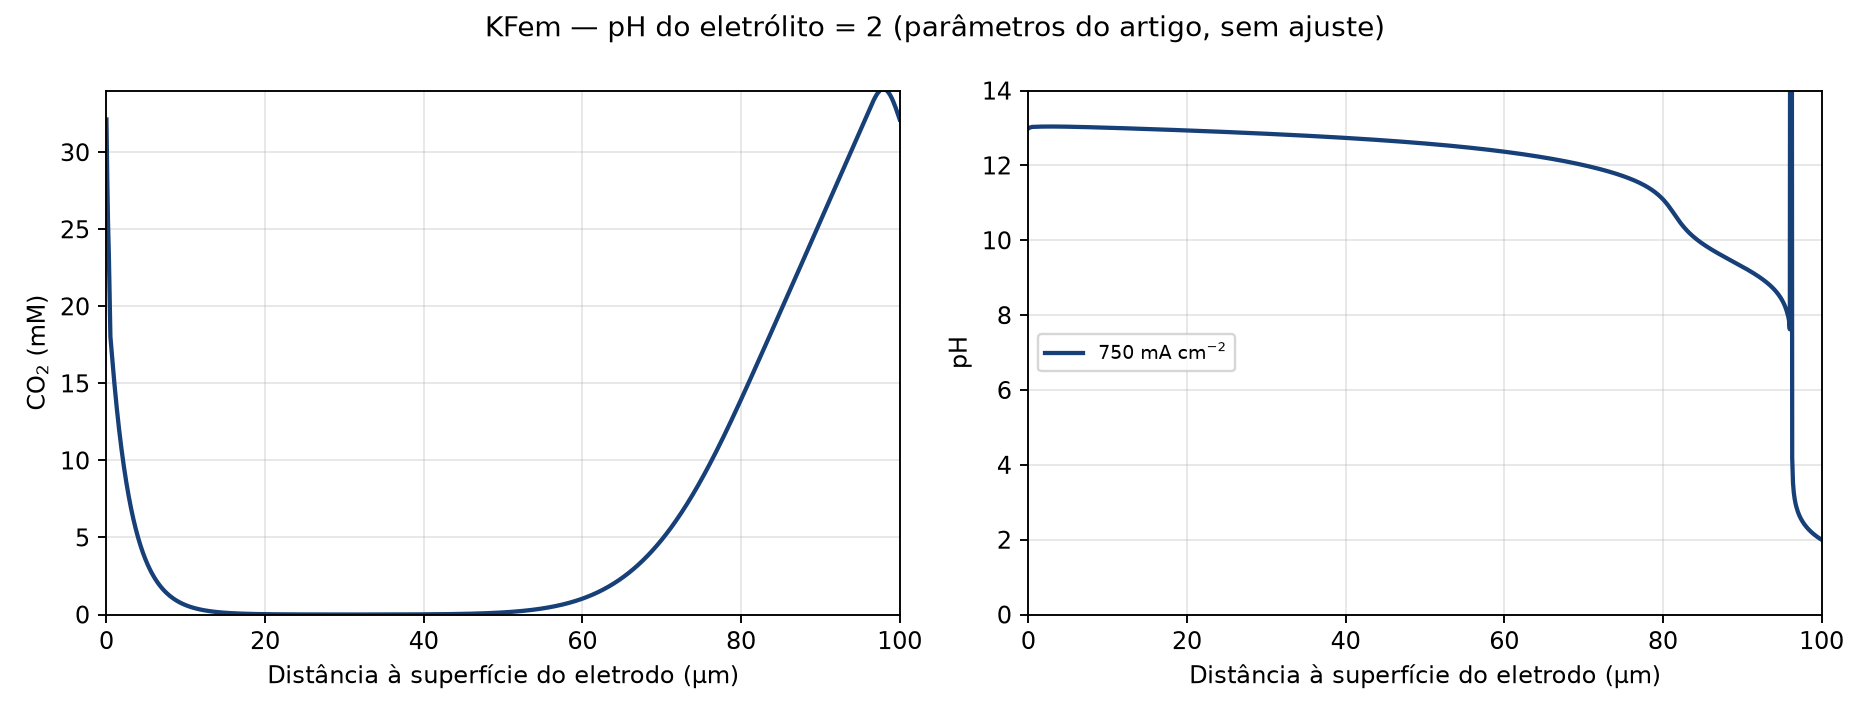 KFem — pH do eletrólito = 2 (parâmetros do artigo, sem ajuste)
CO₂ (mM)
30
25
20
15
10
5
0
0 20 40 60 80 100
Distância à superfície do eletrodo (µm)
pH
14
12
10
8
6
4
2
0
750 mA cm⁻²
0 20 40 60 80 100
Distância à superfície do eletrodo (µm)